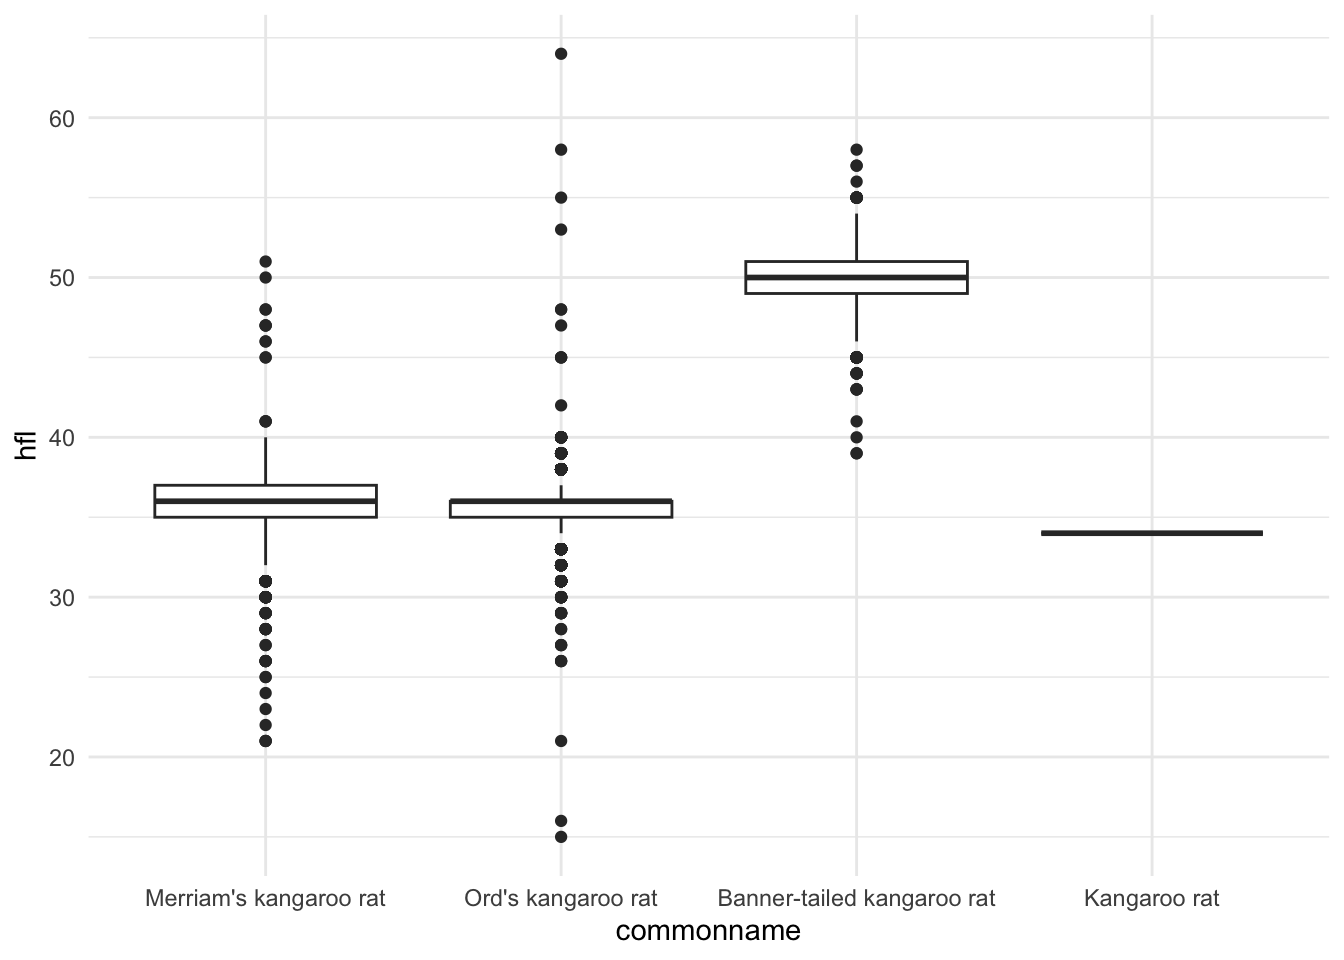 60
50
40
30
20
hfl
Merriam's kangaroo rat
Ord's kangaroo rat
Banner-tailed kangaroo rat
Kangaroo rat
commonname